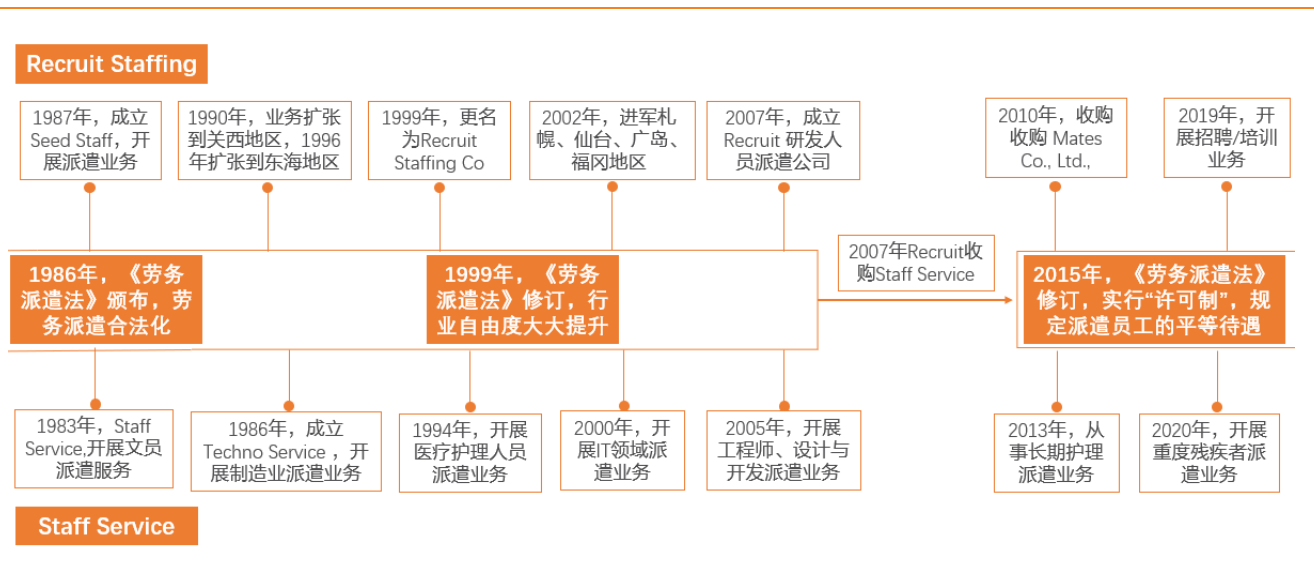 Recruit Staffing
1987年，成立
Seed Staff，开
展派遣业务
1990年，业务扩张
到关西地区，1996
年扩张到东海地区
1999年，更名
为Recruit
Staffing Co
2002年，进军札
幌、仙台、广岛、
福冈地区
2007年，成立
Recruit 研发人
员派遣公司
2010年，收购
收购 Mates
Co., Ltd.,
2019年，开
展招聘/培训
业务
1986年，《劳务
派遣法》颁布，劳
务派遣合法化
1999年，《劳务
派遣法》修订，行
业自由度大大提升
2007年Recruit收
购Staff Service
2015年，《劳务派遣法》
修订，实行“许可制”，规
定派遣员工的平等待遇
1983年，Staff
Service,开展文员
派遣服务
1986年，成立
Techno Service ，开
展制造业派遣业务
1994年，开展
医疗护理人员
派遣业务
2000年，开
展IT领域派
遣业务
2005年，开展
工程师、设计与
开发派遣业务
2013年，从
事长期护理
派遣业务
2020年，开展
重度残疾者派
遣业务
Staff Service